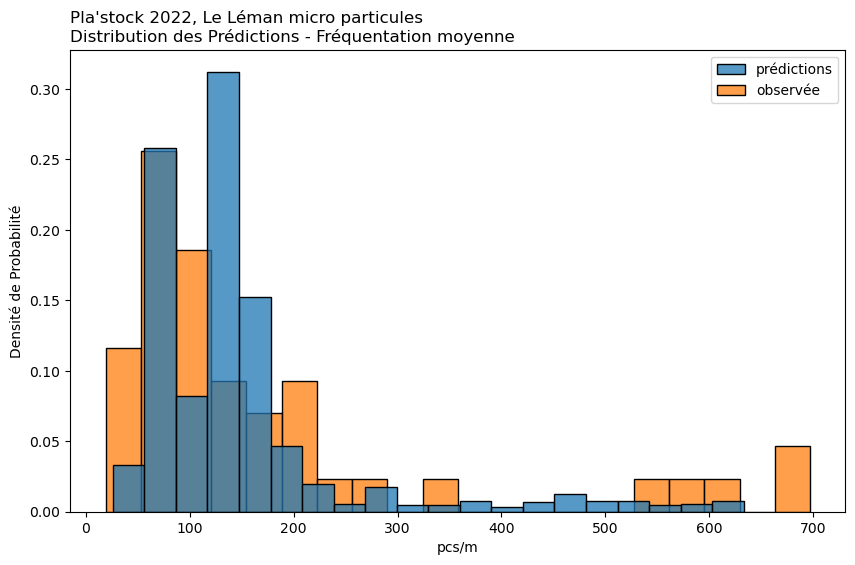 Pla'stock 2022, Le Léman micro particules
Distribution des Prédictions - Fréquentation moyenne
prédictions
observée
Densité de Probabilité
0.30
0.25
0.20
0.15
0.10
0.05
0.00
0 100 200 300 400 500 600 700
pcs/m